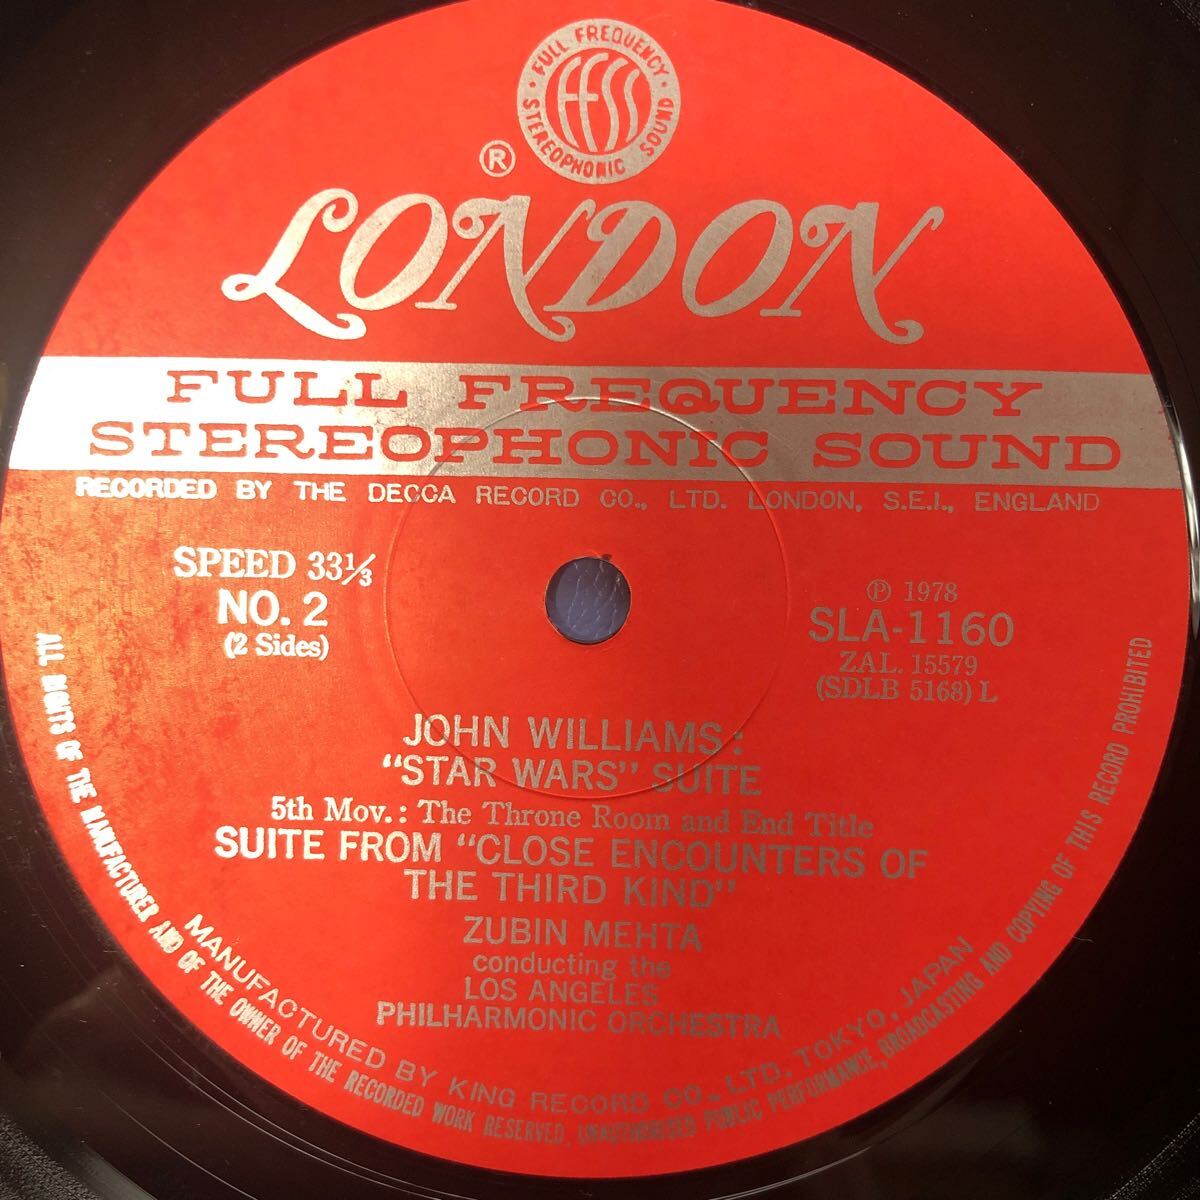 FULL FREQUENCY
STEREOPHONIC SOUND
FFSS
®
LONDON
FULL FREQUENCY
STEREOPHONIC SOUND
RECORDED BY THE DECCA RECORD CO., LTD. LONDON, S.E.I., ENGLAND
SPEED 33⅓
NO. 2
(2 Sides)
Ⓟ 1978
SLA-1160
ZAL. 15579
(SDLB 5168) L
JOHN WILLIAMS:
"STAR WARS" SUITE
5th Mov.: The Throne Room and End Title
SUITE FROM "CLOSE ENCOUNTERS OF
THE THIRD KIND"
ZUBIN MEHTA
conducting the
LOS ANGELES
PHILHARMONIC ORCHESTRA
MANUFACTURED BY KING RECORD CO., LTD. TOKYO, JAPAN
ALL RIGHTS OF THE MANUFACTURER AND OF THE OWNER OF THE RECORDED WORK RESERVED. UNAUTHORISED PUBLIC PERFORMANCE, BROADCASTING AND COPYING OF THIS RECORD PROHIBITED